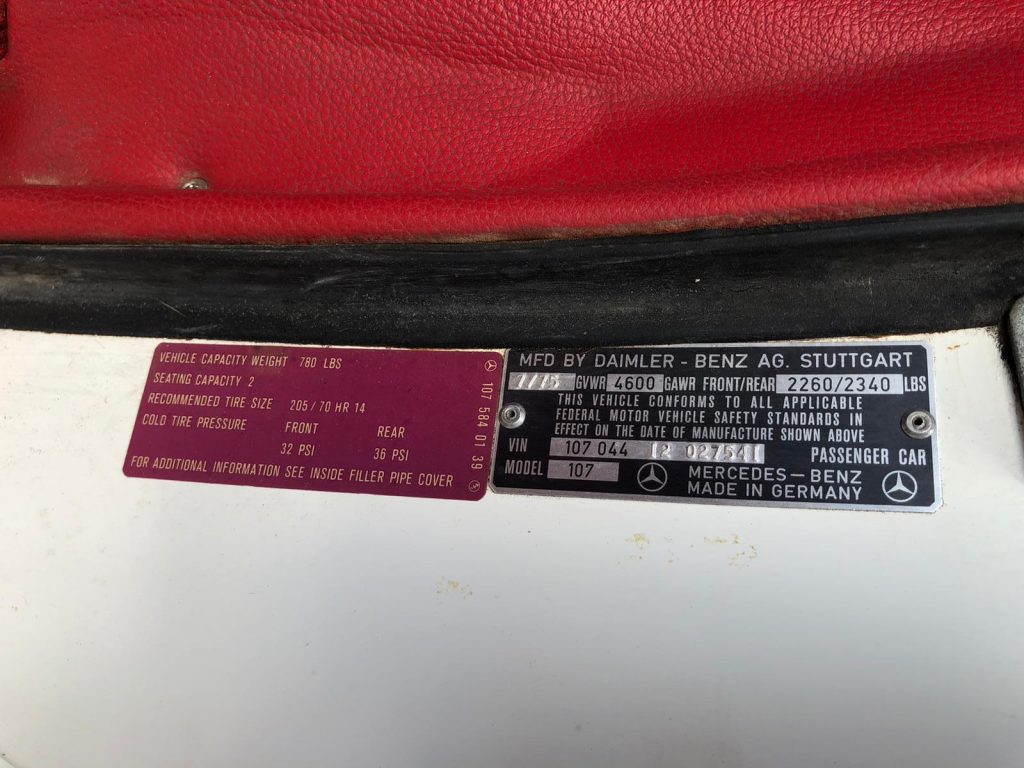 VEHICLE CAPACITY WEIGHT 780 LBS
SEATING CAPACITY 2
RECOMMENDED TIRE SIZE 205/70 HR 14
COLD TIRE PRESSURE FRONT REAR
32 PSI 36 PSI
FOR ADDITIONAL INFORMATION SEE INSIDE FILLER PIPE COVER
107 584 01 39
MFD BY DAIMLER-BENZ AG. STUTTGART
7/75 GVWR 4600 GAWR FRONT/REAR 2260/2340 LBS
THIS VEHICLE CONFORMS TO ALL APPLICABLE
FEDERAL MOTOR VEHICLE SAFETY STANDARDS IN
EFFECT ON THE DATE OF MANUFACTURE SHOWN ABOVE
VIN 107 044 12 027541 PASSENGER CAR
MODEL 107 MERCEDES-BENZ
MADE IN GERMANY